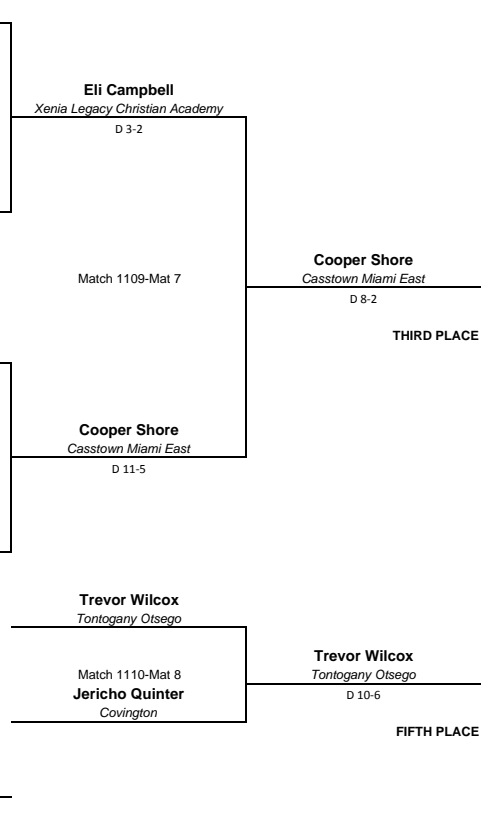 Eli Campbell
Xenia Legacy Christian Academy
D 3-2
Match 1109-Mat 7
Cooper Shore
Casstown Miami East
D 8-2
THIRD PLACE
Cooper Shore
Casstown Miami East
D 11-5
Trevor Wilcox
Tontogany Otsego
Match 1110-Mat 8
Jericho Quinter
Covington
Trevor Wilcox
Tontogany Otsego
D 10-6
FIFTH PLACE